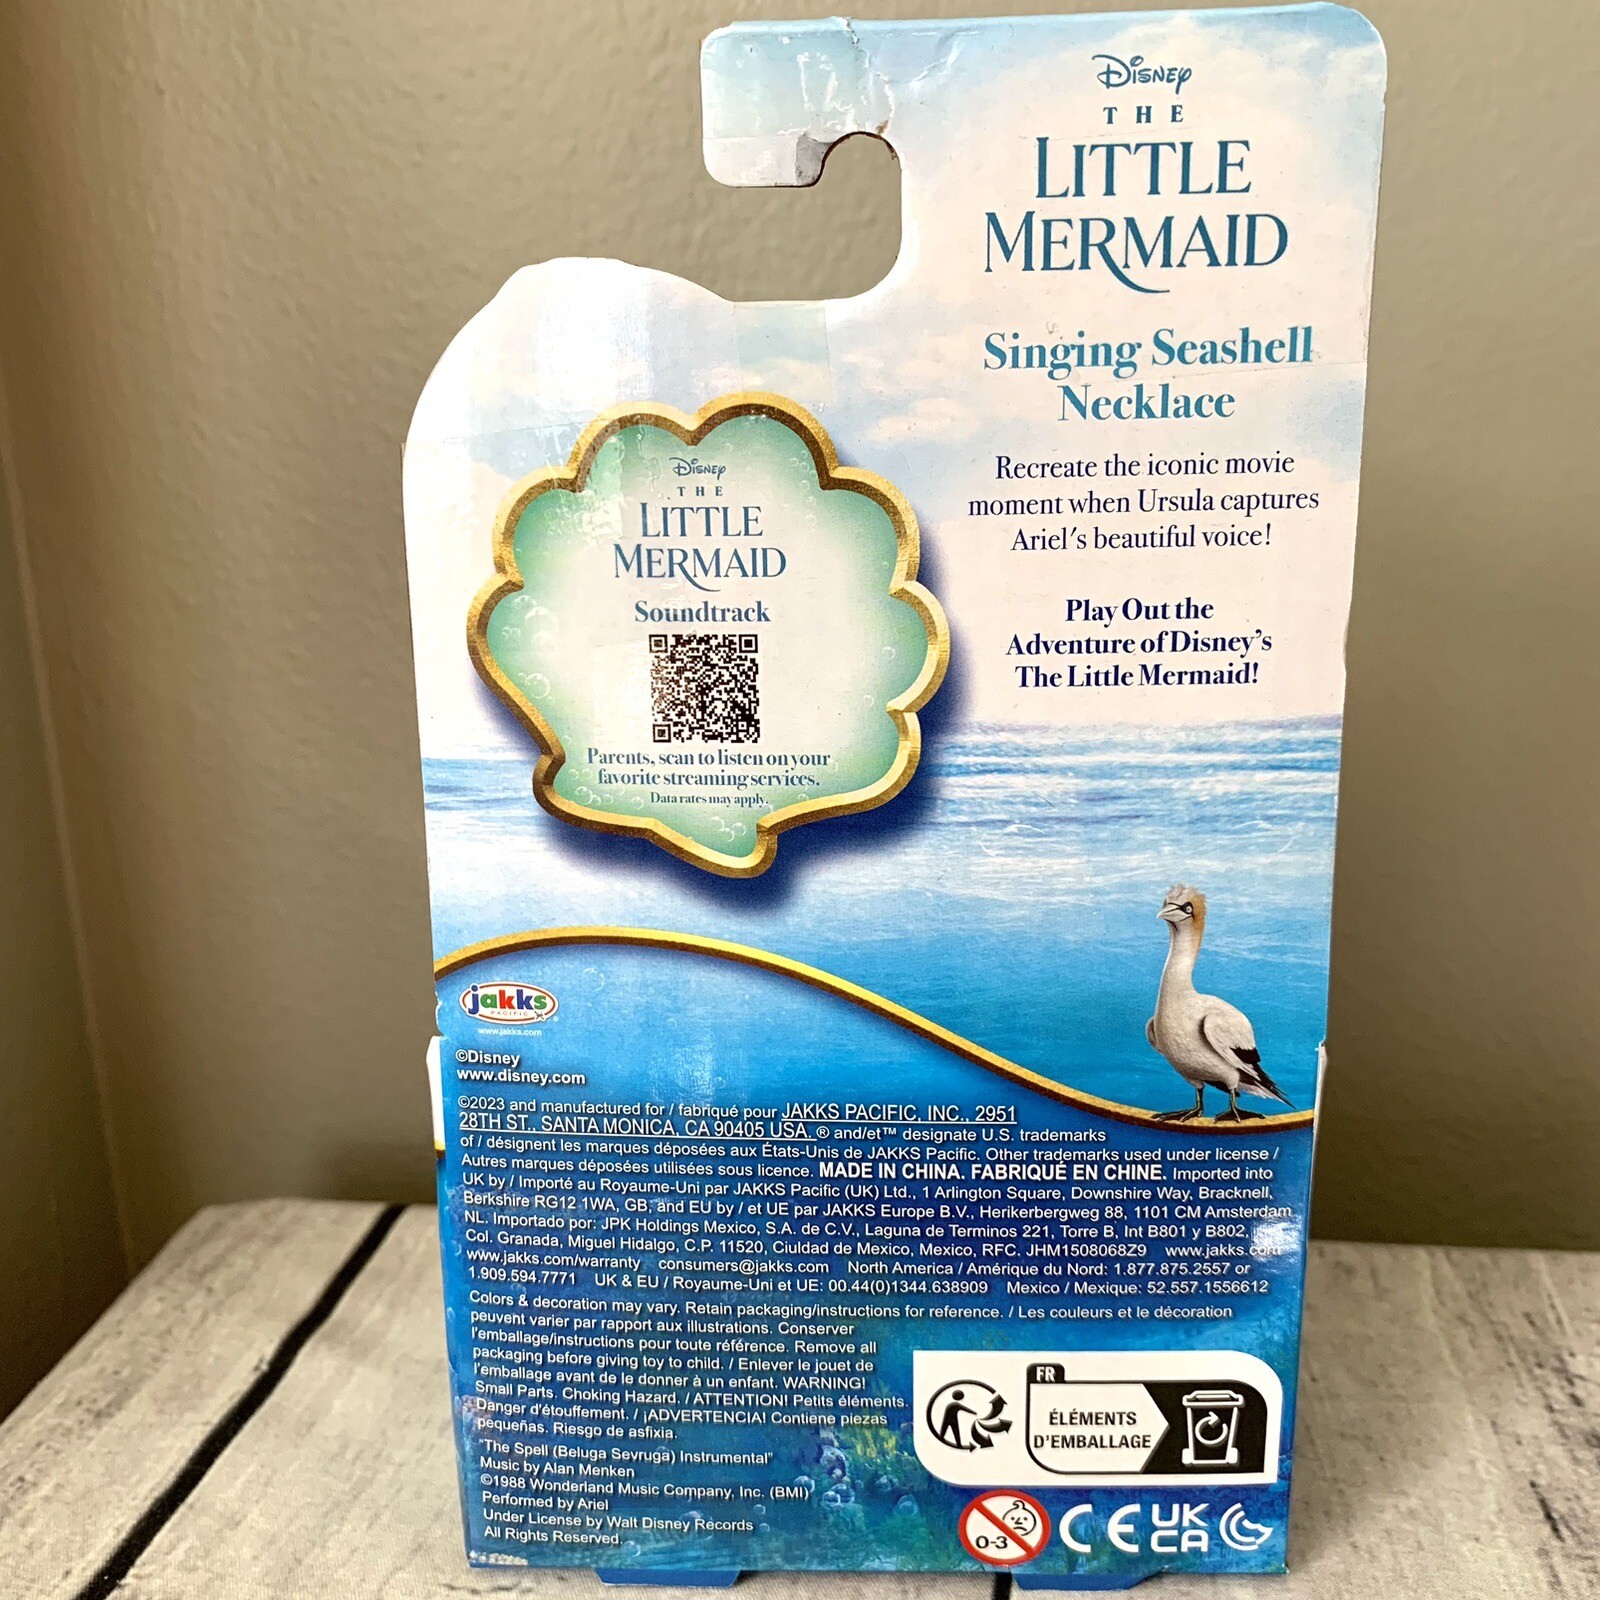 Disney
THE
LITTLE
MERMAID
Singing Seashell
Necklace
Recreate the iconic movie
moment when Ursula captures
Ariel's beautiful voice!
Play Out the
Adventure of Disney's
The Little Mermaid!
Disney
THE
LITTLE
MERMAID
Soundtrack
Parents, scan to listen on your
favorite streaming services.
Data rates may apply.
jakks
PACIFIC
www.jakks.com
©Disney
www.disney.com
©2023 and manufactured for / fabriqué pour JAKKS PACIFIC, INC., 2951
28TH ST., SANTA MONICA, CA 90405 USA. ® and/et™ designate U.S. trademarks
of / désignent les marques déposées aux États-Unis de JAKKS Pacific. Other trademarks used under license /
Autres marques déposées utilisées sous licence. MADE IN CHINA. FABRIQUÉ EN CHINE. Imported into
UK by / Importé au Royaume-Uni par JAKKS Pacific (UK) Ltd., 1 Arlington Square, Downshire Way, Bracknell,
Berkshire RG12 1WA, GB; and EU by / et UE par JAKKS Europe B.V., Herikerbergweg 88, 1101 CM Amsterdam
NL. Importado por: JPK Holdings Mexico, S.A. de C.V., Laguna de Terminos 221, Torre B, Int B801 y B802,
Col. Granada, Miguel Hidalgo, C.P. 11520, Ciuldad de Mexico, Mexico, RFC. JHM1508068Z9 www.jakks.com
www.jakks.com/warranty consumers@jakks.com North America / Amérique du Nord: 1.877.875.2557 or
1.909.594.7771 UK & EU / Royaume-Uni et UE: 00.44(0)1344.638909 Mexico / Mexique: 52.557.1556612
Colors & decoration may vary. Retain packaging/instructions for reference. / Les couleurs et le décoration
peuvent varier par rapport aux illustrations. Conserver
l'emballage/instructions pour toute référence. Remove all
packaging before giving toy to child. / Enlever le jouet de
l'emballage avant de le donner à un enfant. WARNING!
Small Parts. Choking Hazard. / ATTENTION! Petits éléments.
Danger d'étouffement. / ¡ADVERTENCIA! Contiene piezas
pequeñas. Riesgo de asfixia.
"The Spell (Beluga Sevruga) Instrumental"
Music by Alan Menken
©1988 Wonderland Music Company, Inc. (BMI)
Performed by Ariel
Under License by Walt Disney Records
All Rights Reserved.
FR
ÉLÉMENTS
D'EMBALLAGE
0-3
CE
UK
CA